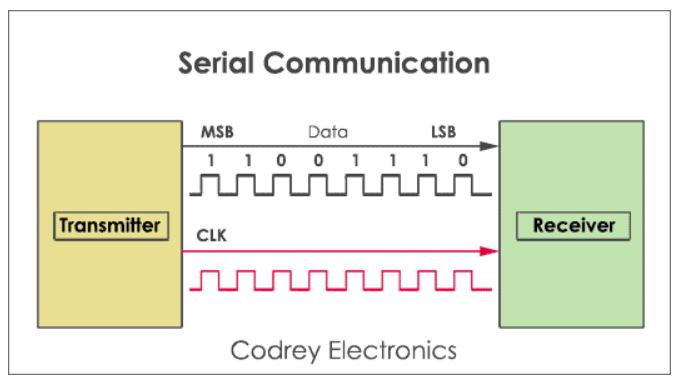 Serial Communication
MSB Data LSB
1 1 0 0 1 1 1 0
Transmitter
Receiver
CLK
Codrey Electronics